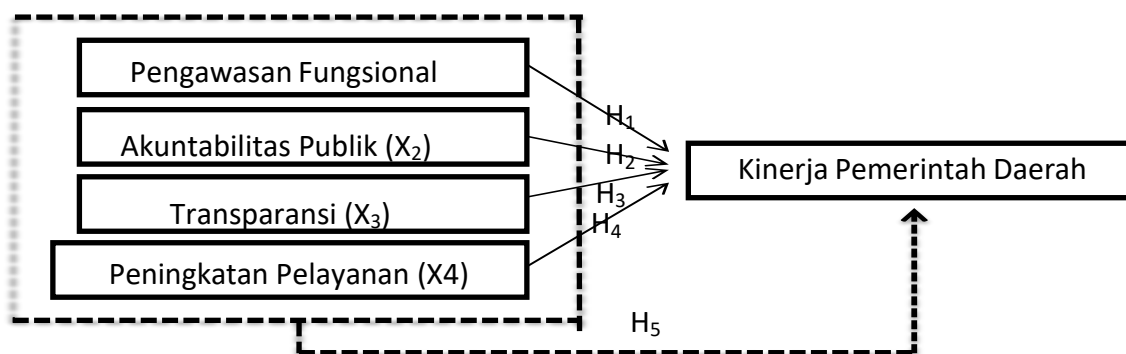 Pengawasan Fungsional
H₁
Akuntabilitas Publik (X₂)
H₂
Kinerja Pemerintah Daerah
Transparansi (X₃)
H₃
H₄
Peningkatan Pelayanan (X4)
H₅